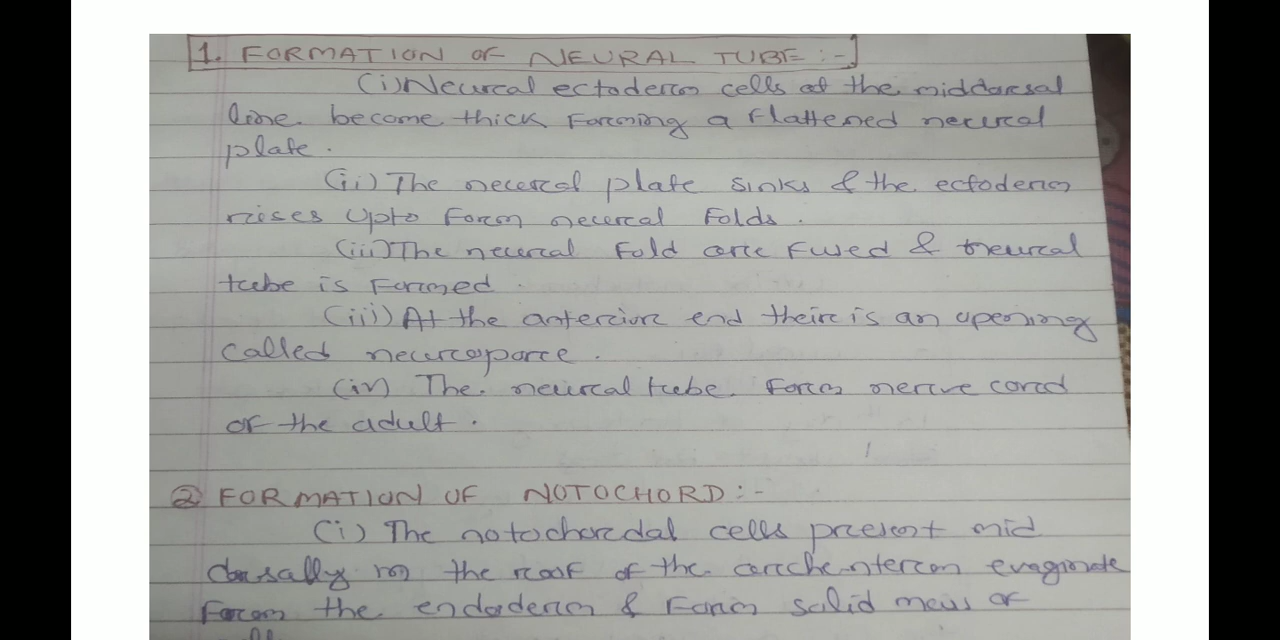 1. FORMATION OF NEURAL TUBE :-
(i) Neural ectoderm cells at the middorsal
line become thick forming a flattened neural
plate.
(ii) The neural plate sinks & the ectoderm
rises upto form neural folds.
(iii) The neural fold are fused & neural
tube is formed.
(iii) At the anterior end their is an opening
called neuropore.
(iv) The neural tube form nerve cord
of the adult.
2 FORMATION OF NOTOCHORD :-
(i) The notochordal cells present mid
dorsally in the roof of the archenteron evaginate
from the endoderm & form solid mass of